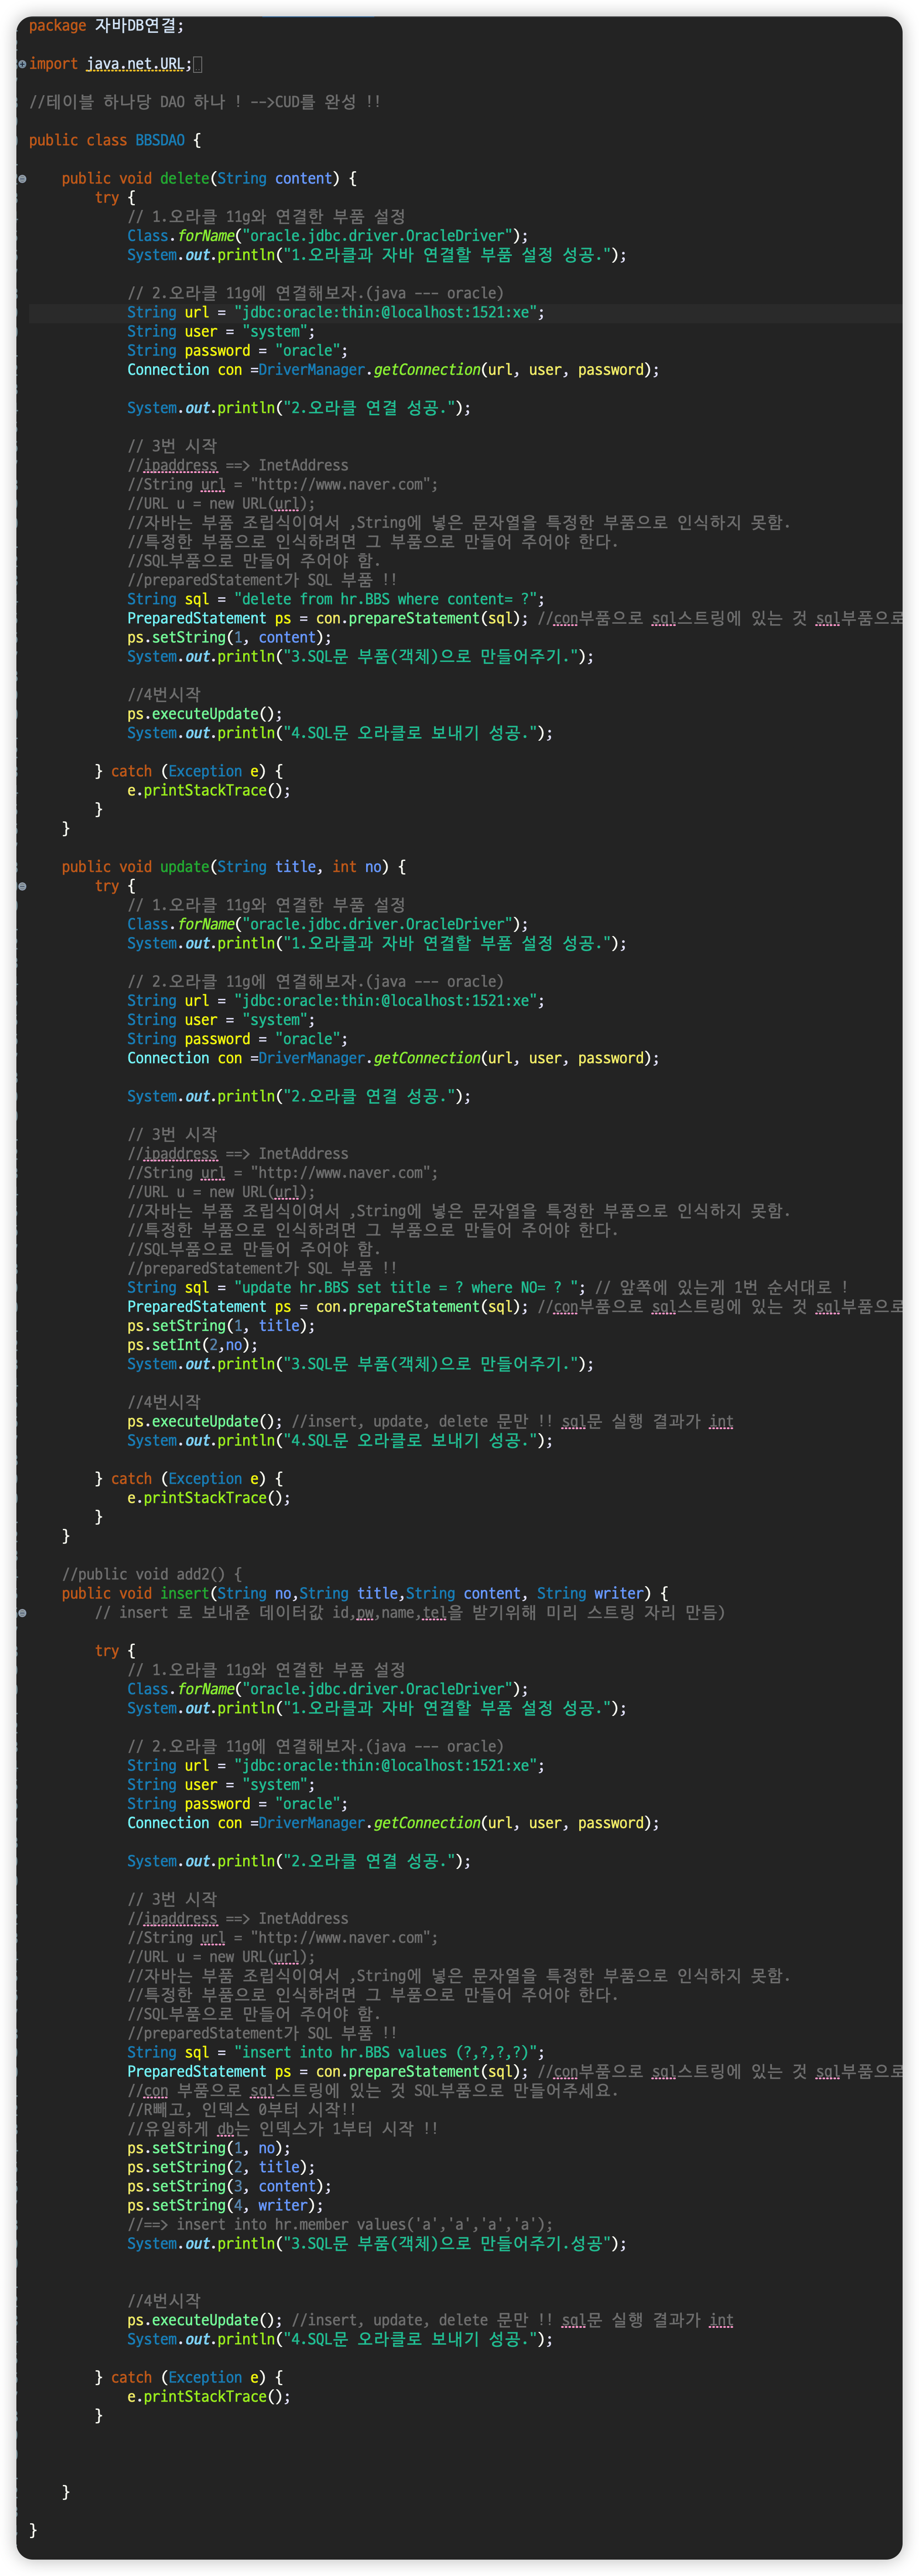 package 자바DB연결;
import java.net.URL;
//테이블 하나당 DAO 하나 ! -->CUD를 완성 !!
public class BBSDAO {
public void delete(String content) {
try {
// 1.오라클 11g와 연결한 부품 설정
Class.forName("oracle.jdbc.driver.OracleDriver");
System.out.println("1.오라클과 자바 연결할 부품 설정 성공.");
// 2.오라클 11g에 연결해보자.(java --- oracle)
String url = "jdbc:oracle:thin:@localhost:1521:xe";
String user = "system";
String password = "oracle";
Connection con =DriverManager.getConnection(url, user, password);
System.out.println("2.오라클 연결 성공.");
// 3번 시작
//ipaddress ==> InetAddress
//String url = "http://www.naver.com";
//URL u = new URL(url);
//자바는 부품 조립식이여서 ,String에 넣은 문자열을 특정한 부품으로 인식하지 못함.
//특정한 부품으로 인식하려면 그 부품으로 만들어 주어야 한다.
//SQL부품으로 만들어 주어야 함.
//preparedStatement가 SQL 부품 !!
String sql = "delete from hr.BBS where content= ?";
PreparedStatement ps = con.prepareStatement(sql); //con부품으로 sql스트링에 있는 것 sql부품으로
ps.setString(1, content);
System.out.println("3.SQL문 부품(객체)으로 만들어주기.");
//4번시작
ps.executeUpdate();
System.out.println("4.SQL문 오라클로 보내기 성공.");
} catch (Exception e) {
e.printStackTrace();
}
}
public void update(String title, int no) {
try {
// 1.오라클 11g와 연결한 부품 설정
Class.forName("oracle.jdbc.driver.OracleDriver");
System.out.println("1.오라클과 자바 연결할 부품 설정 성공.");
// 2.오라클 11g에 연결해보자.(java --- oracle)
String url = "jdbc:oracle:thin:@localhost:1521:xe";
String user = "system";
String password = "oracle";
Connection con =DriverManager.getConnection(url, user, password);
System.out.println("2.오라클 연결 성공.");
// 3번 시작
//ipaddress ==> InetAddress
//String url = "http://www.naver.com";
//URL u = new URL(url);
//자바는 부품 조립식이여서 ,String에 넣은 문자열을 특정한 부품으로 인식하지 못함.
//특정한 부품으로 인식하려면 그 부품으로 만들어 주어야 한다.
//SQL부품으로 만들어 주어야 함.
//preparedStatement가 SQL 부품 !!
String sql = "update hr.BBS set title = ? where NO= ? "; // 앞쪽에 있는게 1번 순서대로 !
PreparedStatement ps = con.prepareStatement(sql); //con부품으로 sql스트링에 있는 것 sql부품으로
ps.setString(1, title);
ps.setInt(2,no);
System.out.println("3.SQL문 부품(객체)으로 만들어주기.");
//4번시작
ps.executeUpdate(); //insert, update, delete 문만 !! sql문 실행 결과가 int
System.out.println("4.SQL문 오라클로 보내기 성공.");
} catch (Exception e) {
e.printStackTrace();
}
}
//public void add2() {
public void insert(String no,String title,String content, String writer) {
// insert 로 보내준 데이터값 id,pw,name,tel을 받기위해 미리 스트링 자리 만듬)
try {
// 1.오라클 11g와 연결한 부품 설정
Class.forName("oracle.jdbc.driver.OracleDriver");
System.out.println("1.오라클과 자바 연결할 부품 설정 성공.");
// 2.오라클 11g에 연결해보자.(java --- oracle)
String url = "jdbc:oracle:thin:@localhost:1521:xe";
String user = "system";
String password = "oracle";
Connection con =DriverManager.getConnection(url, user, password);
System.out.println("2.오라클 연결 성공.");
// 3번 시작
//ipaddress ==> InetAddress
//String url = "http://www.naver.com";
//URL u = new URL(url);
//자바는 부품 조립식이여서 ,String에 넣은 문자열을 특정한 부품으로 인식하지 못함.
//특정한 부품으로 인식하려면 그 부품으로 만들어 주어야 한다.
//SQL부품으로 만들어 주어야 함.
//preparedStatement가 SQL 부품 !!
String sql = "insert into hr.BBS values (?,?,?,?)";
PreparedStatement ps = con.prepareStatement(sql); //con부품으로 sql스트링에 있는 것 sql부품으로
//con 부품으로 sql스트링에 있는 것 SQL부품으로 만들어주세요.
//R빼고, 인덱스 0부터 시작!!
//유일하게 db는 인덱스가 1부터 시작 !!
ps.setString(1, no);
ps.setString(2, title);
ps.setString(3, content);
ps.setString(4, writer);
//==> insert into hr.member values('a','a','a','a');
System.out.println("3.SQL문 부품(객체)으로 만들어주기.성공");
//4번시작
ps.executeUpdate(); //insert, update, delete 문만 !! sql문 실행 결과가 int
System.out.println("4.SQL문 오라클로 보내기 성공.");
} catch (Exception e) {
e.printStackTrace();
}
}
}